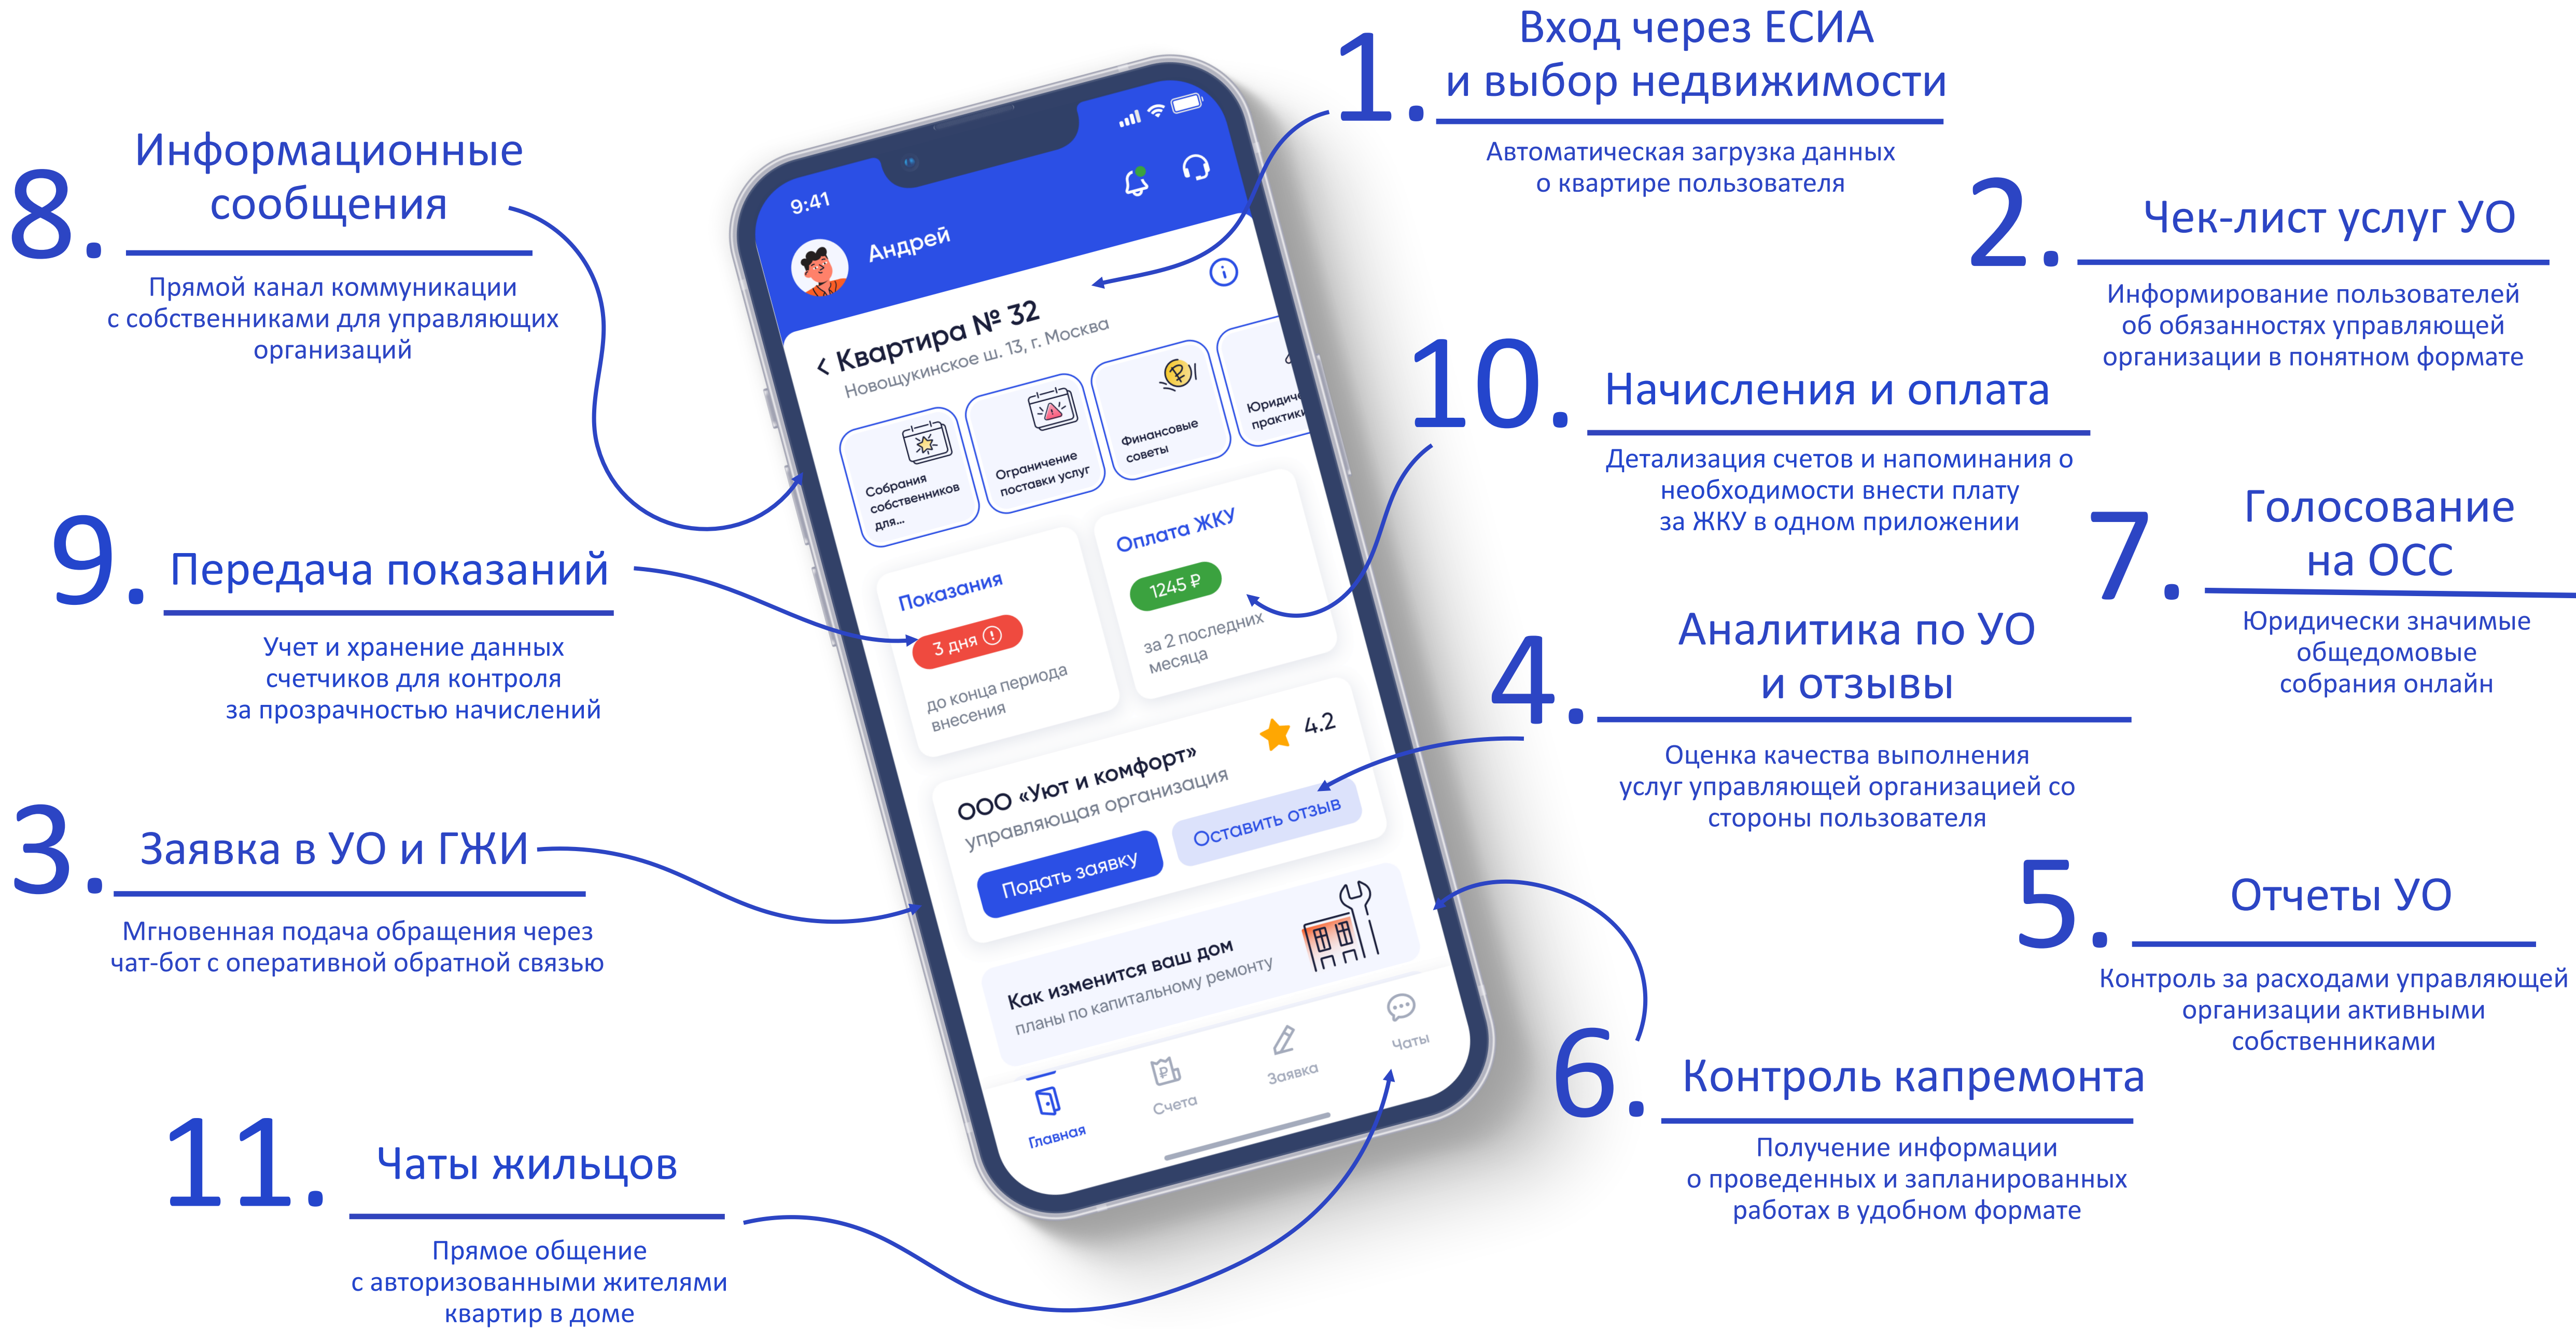 1.
Вход через ЕСИА
и выбор недвижимости
Автоматическая загрузка данных
о квартире пользователя
2.
Чек-лист услуг УО
Информирование пользователей
об обязанностях управляющей
организации в понятном формате
3.
Заявка в УО и ГЖИ
Мгновенная подача обращения через
чат-бот с оперативной обратной связью
4.
Аналитика по УО
и отзывы
Оценка качества выполнения
услуг управляющей организацией со
стороны пользователя
5.
Отчеты УО
Контроль за расходами управляющей
организации активными
собственниками
6.
Контроль капремонта
Получение информации
о проведенных и запланированных
работах в удобном формате
7.
Голосование
на ОСС
Юридически значимые
общедомовые
собрания онлайн
8.
Информационные
сообщения
Прямой канал коммуникации
с собственниками для управляющих
организаций
9.
Передача показаний
Учет и хранение данных
счетчиков для контроля
за прозрачностью начислений
10.
Начисления и оплата
Детализация счетов и напоминания о
необходимости внести плату
за ЖКУ в одном приложении
11.
Чаты жильцов
Прямое общение
с авторизованными жителями
квартир в доме
9:41
Андрей
Квартира № 32
Новощукинское ш. 13, г. Москва
Собрания
собственников
для...
Ограничение
поставки услуг
Финансовые
советы
Юридиче
практик
Показания
3 дня
до конца периода
внесения
Оплата ЖКУ
1245 ₽
за 2 последних
месяца
ООО «Уют и комфорт»
управляющая организация
4.2
Подать заявку
Оставить отзыв
Как изменится ваш дом
планы по капитальному ремонту
Главная
Счета
Заявка
Чаты